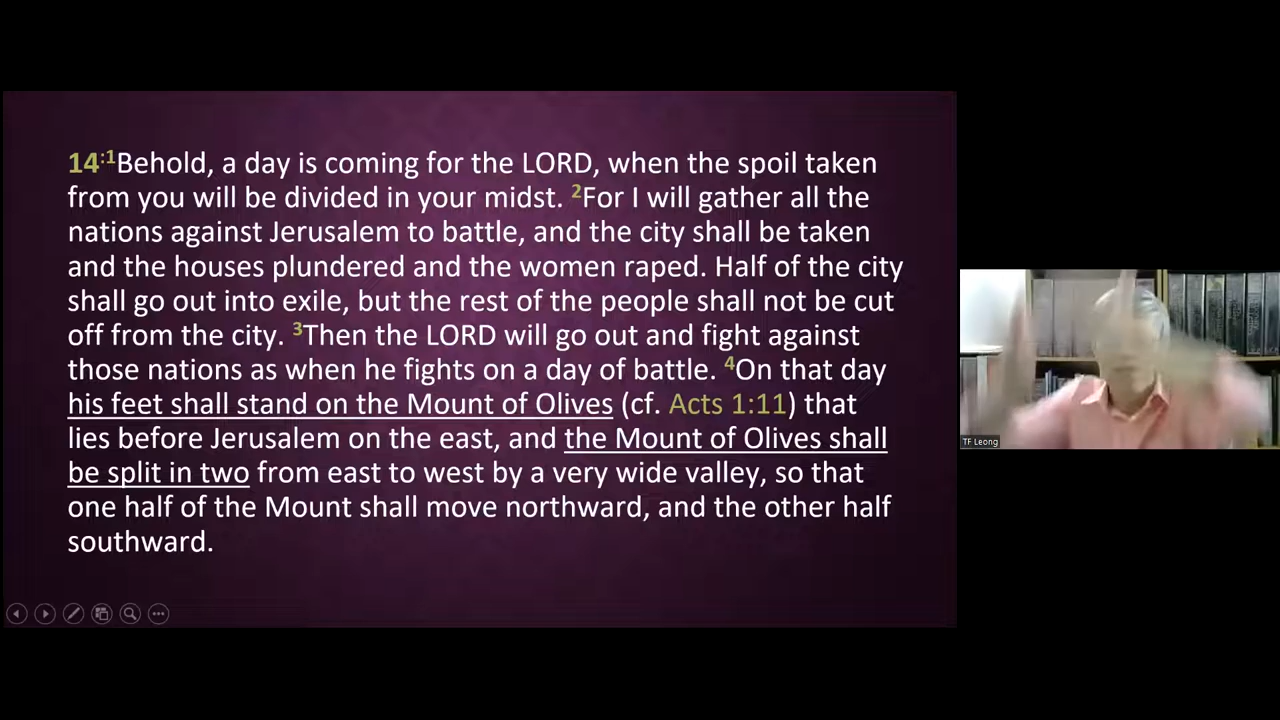 14:1Behold, a day is coming for the LORD, when the spoil taken
from you will be divided in your midst. 2For I will gather all the
nations against Jerusalem to battle, and the city shall be taken
and the houses plundered and the women raped. Half of the city
shall go out into exile, but the rest of the people shall not be cut
off from the city. 3Then the LORD will go out and fight against
those nations as when he fights on a day of battle. 4On that day
his feet shall stand on the Mount of Olives (cf. Acts 1:11) that
lies before Jerusalem on the east, and the Mount of Olives shall
be split in two from east to west by a very wide valley, so that
one half of the Mount shall move northward, and the other half
southward.
TF Leong